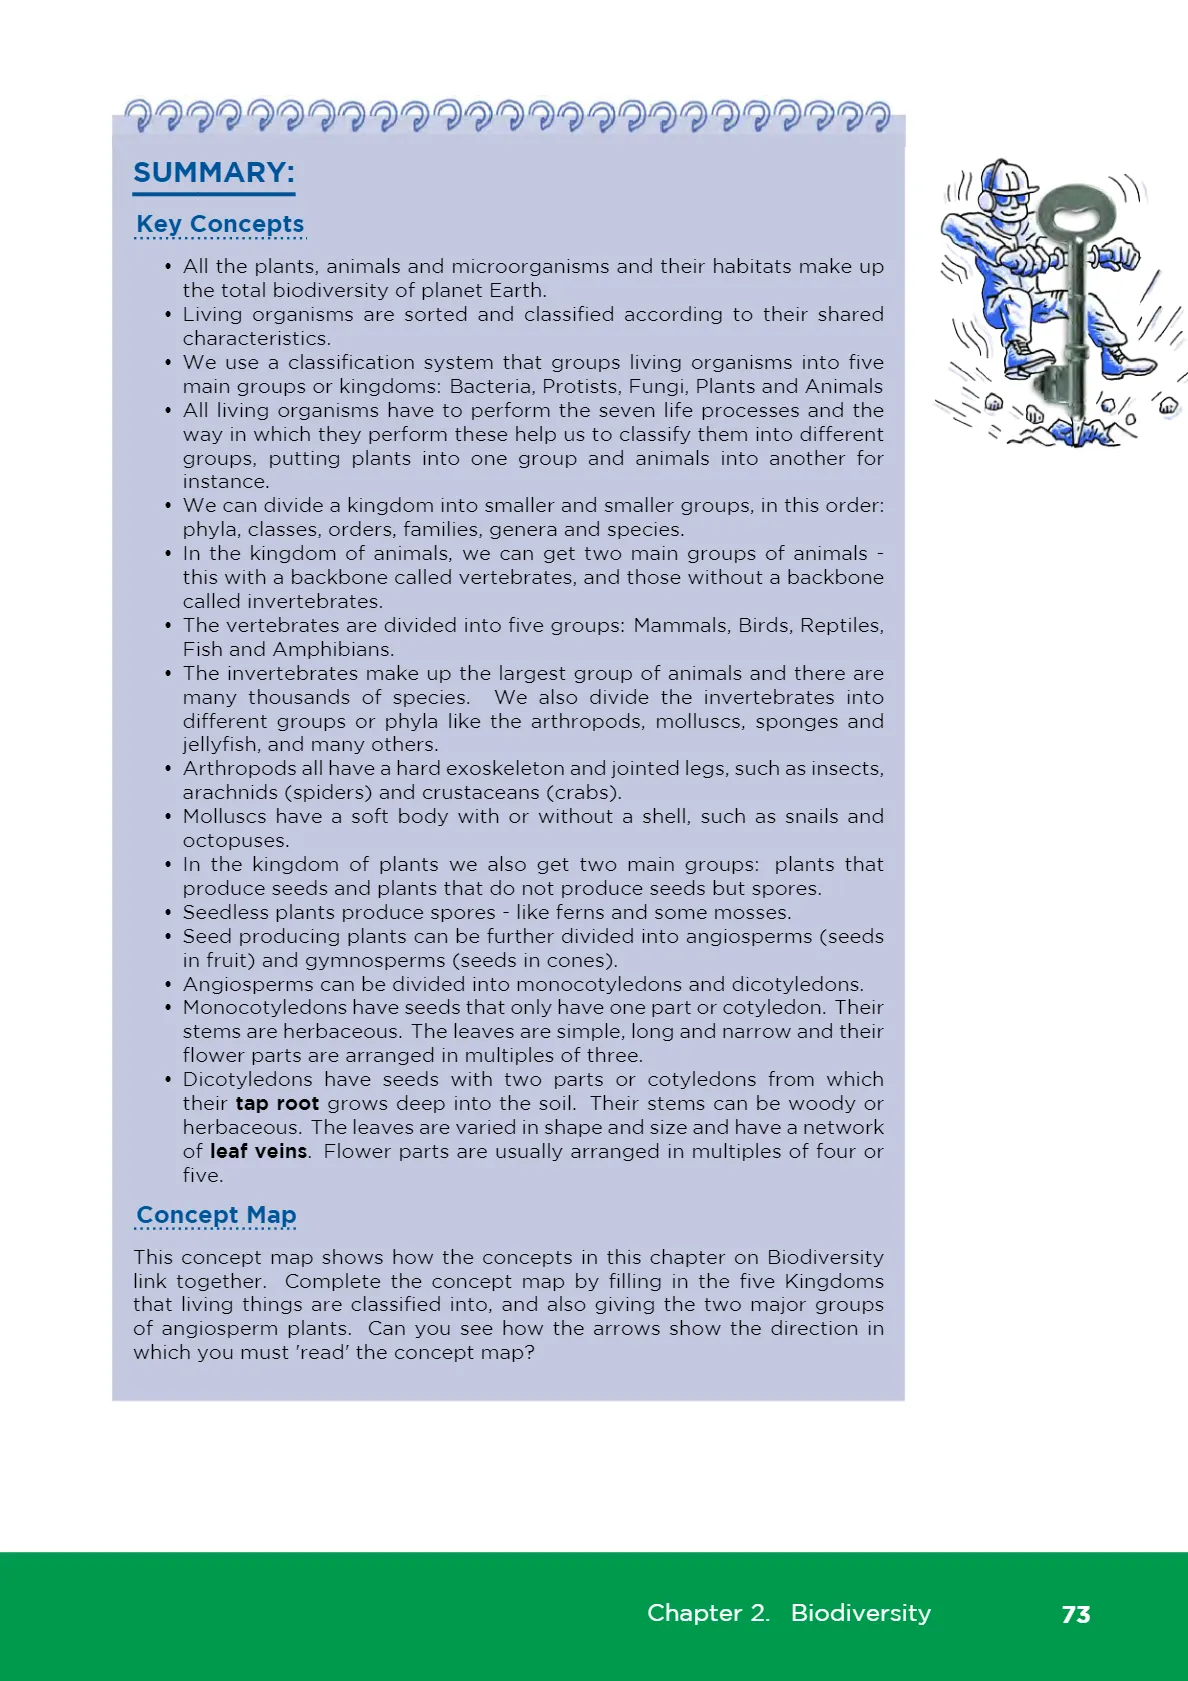 SUMMARY:
Key Concepts
• All the plants, animals and microorganisms and their habitats make up
the total biodiversity of planet Earth.
• Living organisms are sorted and classified according to their shared
characteristics.
• We use a classification system that groups living organisms into five
main groups or kingdoms: Bacteria, Protists, Fungi, Plants and Animals
• All living organisms have to perform the seven life processes and the
way in which they perform these help us to classify them into different
groups, putting plants into one group and animals into another for
instance.
• We can divide a kingdom into smaller and smaller groups, in this order:
phyla, classes, orders, families, genera and species.
• In the kingdom of animals, we can get two main groups of animals -
this with a backbone called vertebrates, and those without a backbone
called invertebrates.
• The vertebrates are divided into five groups: Mammals, Birds, Reptiles,
Fish and Amphibians.
• The invertebrates make up the largest group of animals and there are
many thousands of species. We also divide the invertebrates into
different groups or phyla like the arthropods, molluscs, sponges and
jellyfish, and many others.
• Arthropods all have a hard exoskeleton and jointed legs, such as insects,
arachnids (spiders) and crustaceans (crabs).
• Molluscs have a soft body with or without a shell, such as snails and
octopuses.
• In the kingdom of plants we also get two main groups: plants that
produce seeds and plants that do not produce seeds but spores.
• Seedless plants produce spores - like ferns and some mosses.
• Seed producing plants can be further divided into angiosperms (seeds
in fruit) and gymnosperms (seeds in cones).
• Angiosperms can be divided into monocotyledons and dicotyledons.
• Monocotyledons have seeds that only have one part or cotyledon. Their
stems are herbaceous. The leaves are simple, long and narrow and their
flower parts are arranged in multiples of three.
• Dicotyledons have seeds with two parts or cotyledons from which
their tap root grows deep into the soil. Their stems can be woody or
herbaceous. The leaves are varied in shape and size and have a network
of leaf veins. Flower parts are usually arranged in multiples of four or
five.
Concept Map
This concept map shows how the concepts in this chapter on Biodiversity
link together. Complete the concept map by filling in the five Kingdoms
that living things are classified into, and also giving the two major groups
of angiosperm plants. Can you see how the arrows show the direction in
which you must 'read' the concept map?
Chapter 2. Biodiversity 73